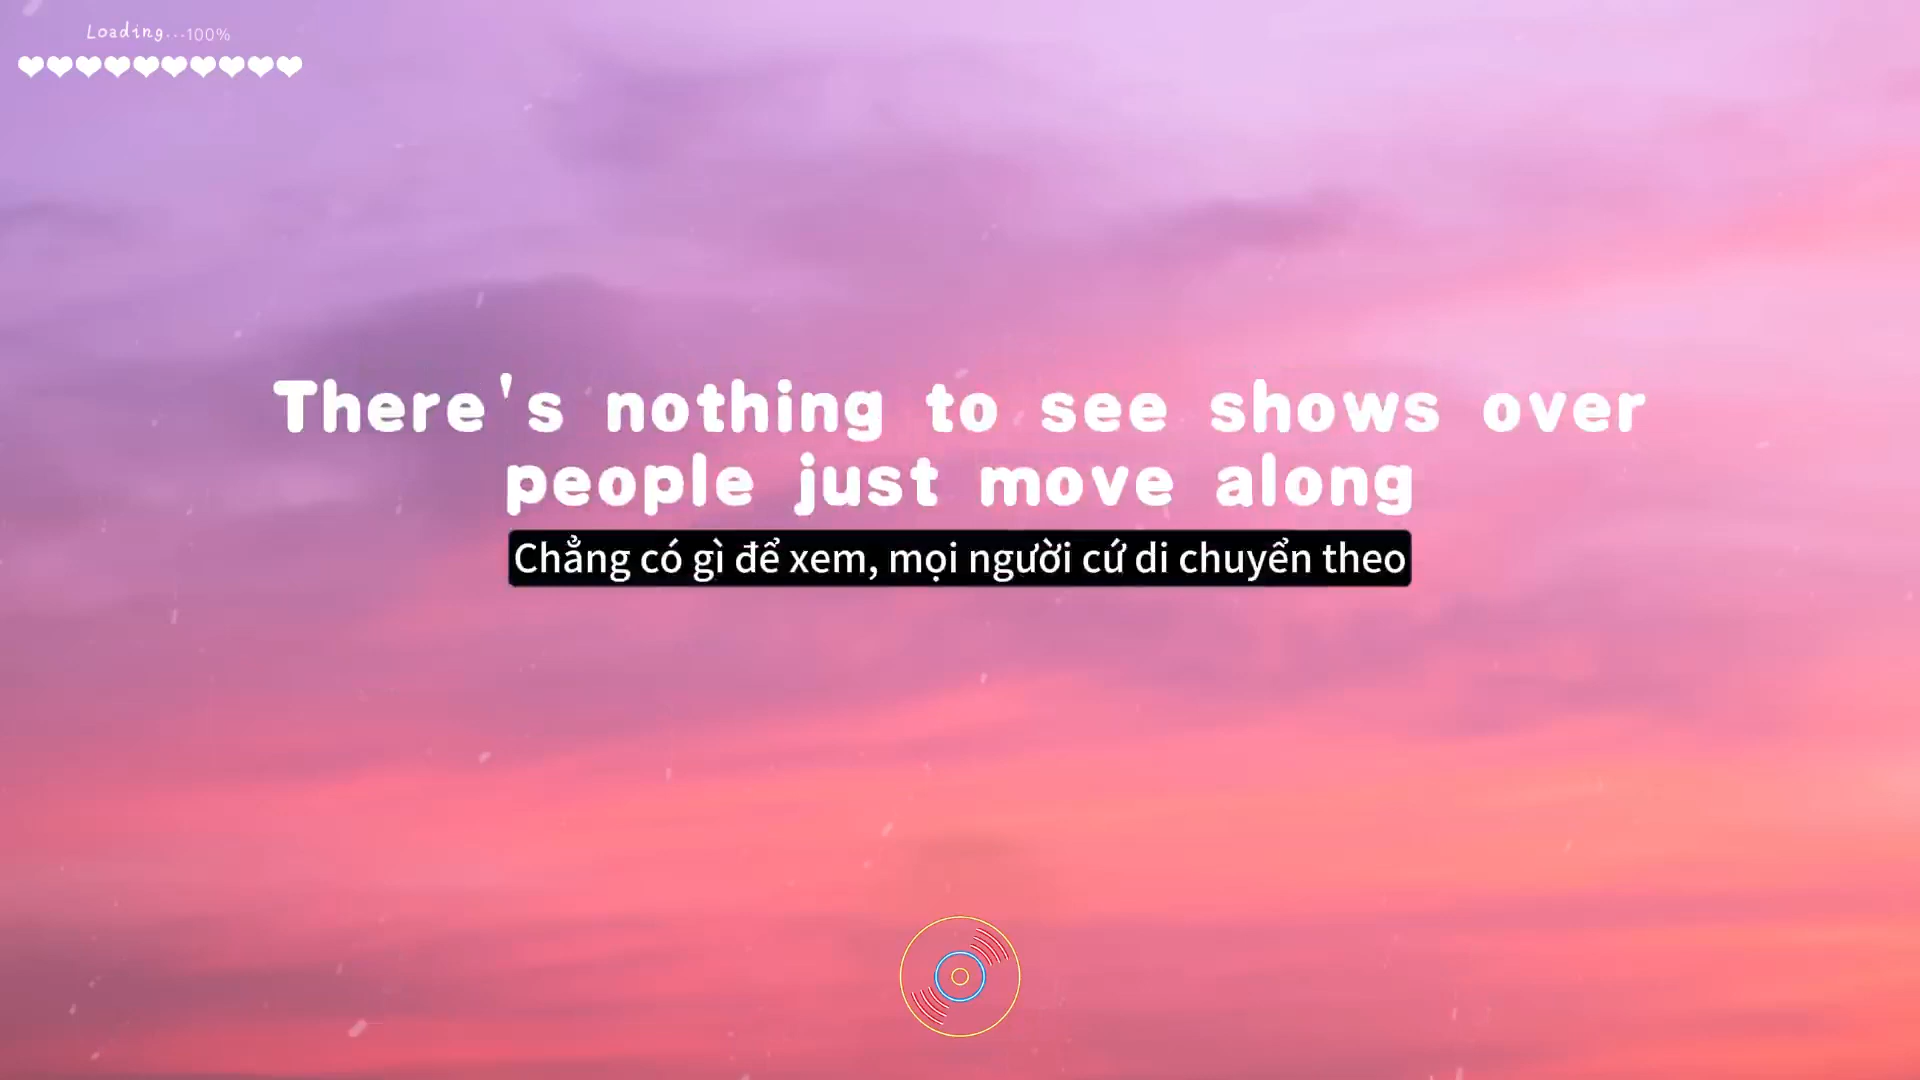 Loading...100%
There's nothing to see shows over
people just move along
Chẳng có gì để xem, mọi người cứ di chuyển theo